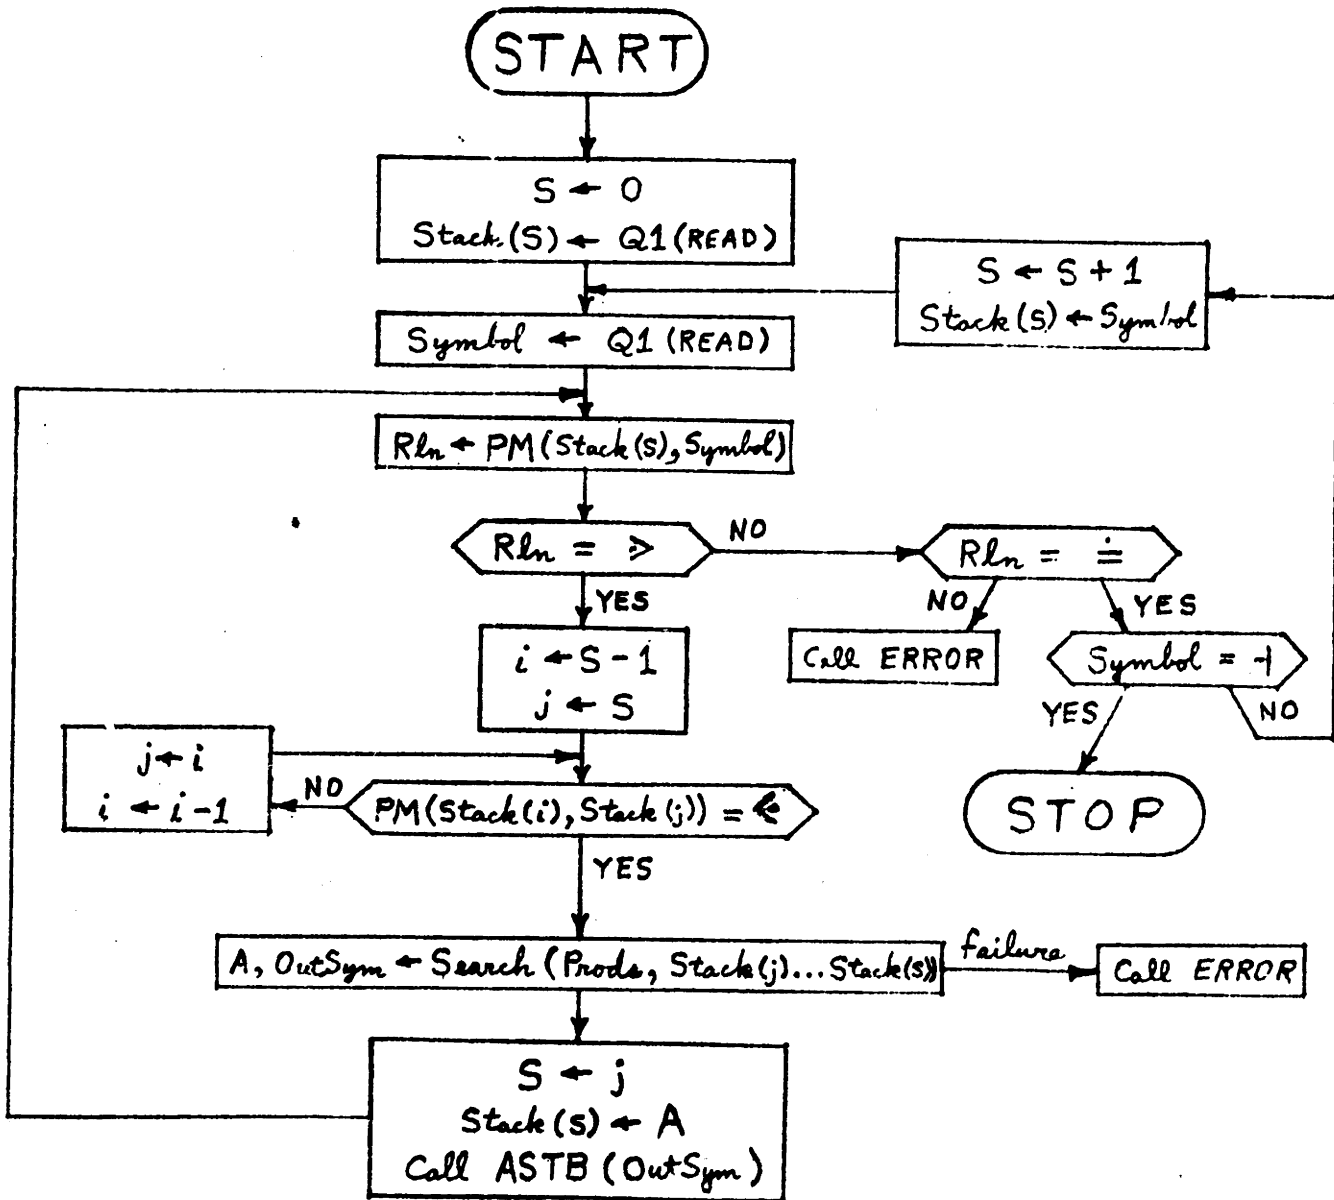 START
S ← 0
Stack.(S) ← Q1(READ)
S ← S + 1
Stack(S) ← Symbol
Symbol ← Q1(READ)
Rln ← PM(Stack(S), Symbol)
Rln = ⋗
NO
Rln = ≐
YES
NO
YES
i ← S - 1
j ← S
Call ERROR
Symbol = ⊣
YES
NO
j ← i
i ← i - 1
NO
PM(Stack(i), Stack(j)) = ⋖
STOP
YES
A, OutSym ← Search (Prods, Stack(j)...Stack(S))
failure
Call ERROR
S ← j
Stack(S) ← A
Call ASTB (OutSym)